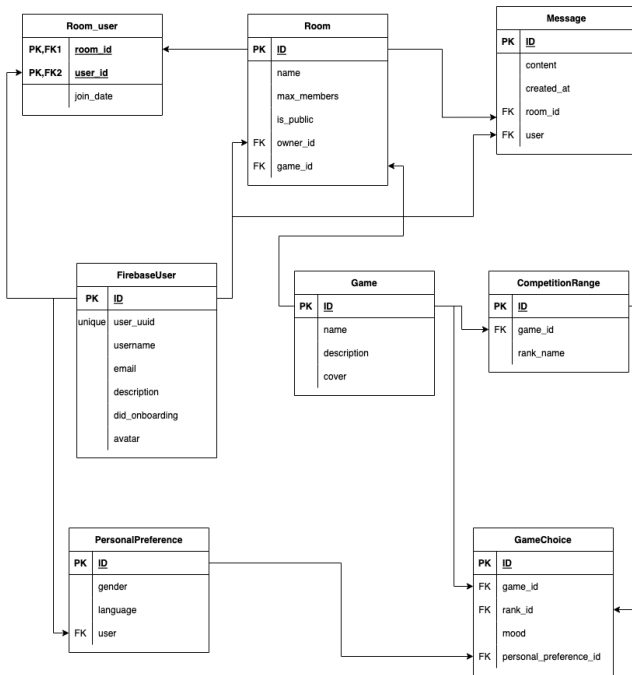 Room_user
PK,FK1 room_id
PK,FK2 user_id
join_date
Room
PK ID
name
max_members
is_public
FK owner_id
FK game_id
Message
PK ID
content
created_at
FK room_id
FK user
FirebaseUser
PK ID
unique user_uuid
username
email
description
did_onboarding
avatar
Game
PK ID
name
description
cover
CompetitionRange
PK ID
FK game_id
rank_name
PersonalPreference
PK ID
gender
language
FK user
GameChoice
PK ID
FK game_id
FK rank_id
mood
FK personal_preference_id